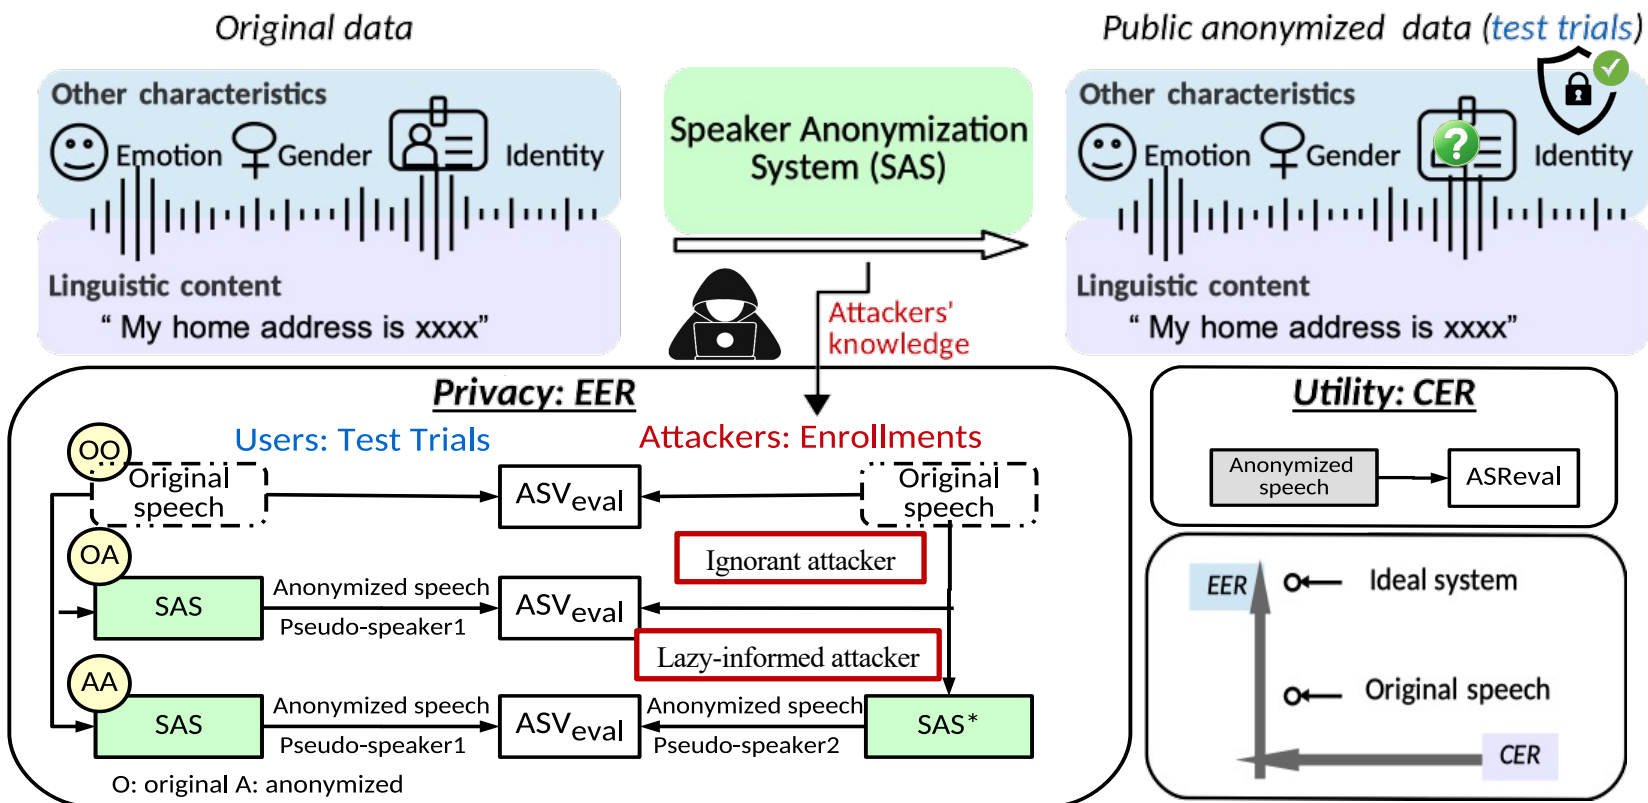 Original data
Public anonymized data (test trials)
Other characteristics
Emotion
Gender
Identity
Linguistic content
“ My home address is xxxx”
Speaker Anonymization
System (SAS)
Attackers'
knowledge
Other characteristics
?
Emotion
Gender
Identity
Linguistic content
“ My home address is xxxx”
Privacy: EER
Users: Test Trials
Attackers: Enrollments
OO
Original
speech
ASVeval
Original
speech
Ignorant attacker
OA
SAS
Anonymized speech
Pseudo-speaker1
ASVeval
Lazy-informed attacker
AA
SAS
Anonymized speech
Pseudo-speaker1
ASVeval
Anonymized speech
Pseudo-speaker2
SAS*
O: original A: anonymized
Utility: CER
Anonymized
speech
ASReval
EER
Ideal system
Original speech
CER